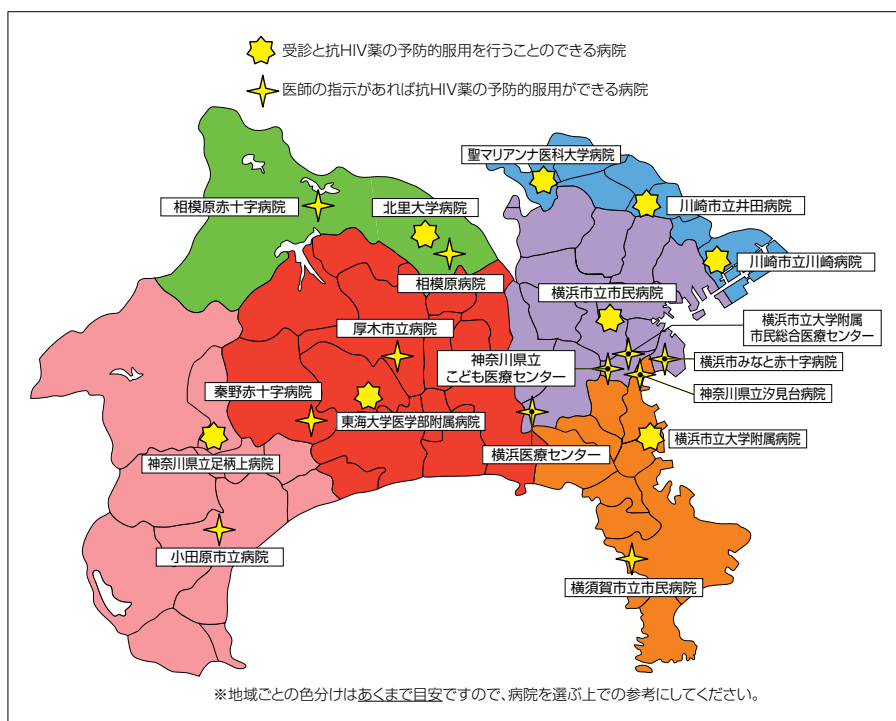 受診と抗HIV薬の予防的服用を行うことのできる病院
医師の指示があれば抗HIV薬の予防的服用ができる病院
聖マリアンナ医科大学病院
相模原赤十字病院
北里大学病院
川崎市立井田病院
川崎市立川崎病院
相模原病院
横浜市立市民病院
横浜市立大学附属
市民総合医療センター
厚木市立病院
神奈川県立
こども医療センター
横浜市みなと赤十字病院
秦野赤十字病院
神奈川県立汐見台病院
東海大学医学部附属病院
横浜市立大学附属病院
横浜医療センター
神奈川県立足柄上病院
小田原市立病院
横須賀市立市民病院
※地域ごとの色分けはあくまで目安ですので、病院を選ぶ上での参考にしてください。